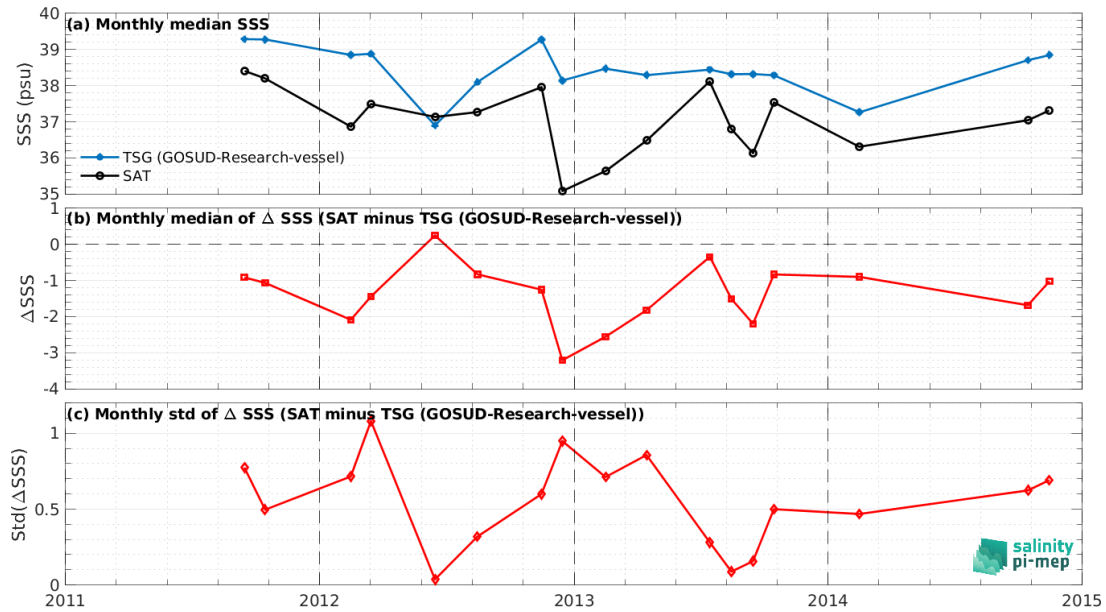 (a) Monthly median SSS
SSS (psu)
40
39
38
37
36
35
TSG (GOSUD-Research-vessel)
SAT
(b) Monthly median of Δ SSS (SAT minus TSG (GOSUD-Research-vessel))
ΔSSS
1
0
-1
-2
-3
-4
(c) Monthly std of Δ SSS (SAT minus TSG (GOSUD-Research-vessel))
Std(ΔSSS)
1
0.5
0
2011 2012 2013 2014 2015
salinity
pi-mep